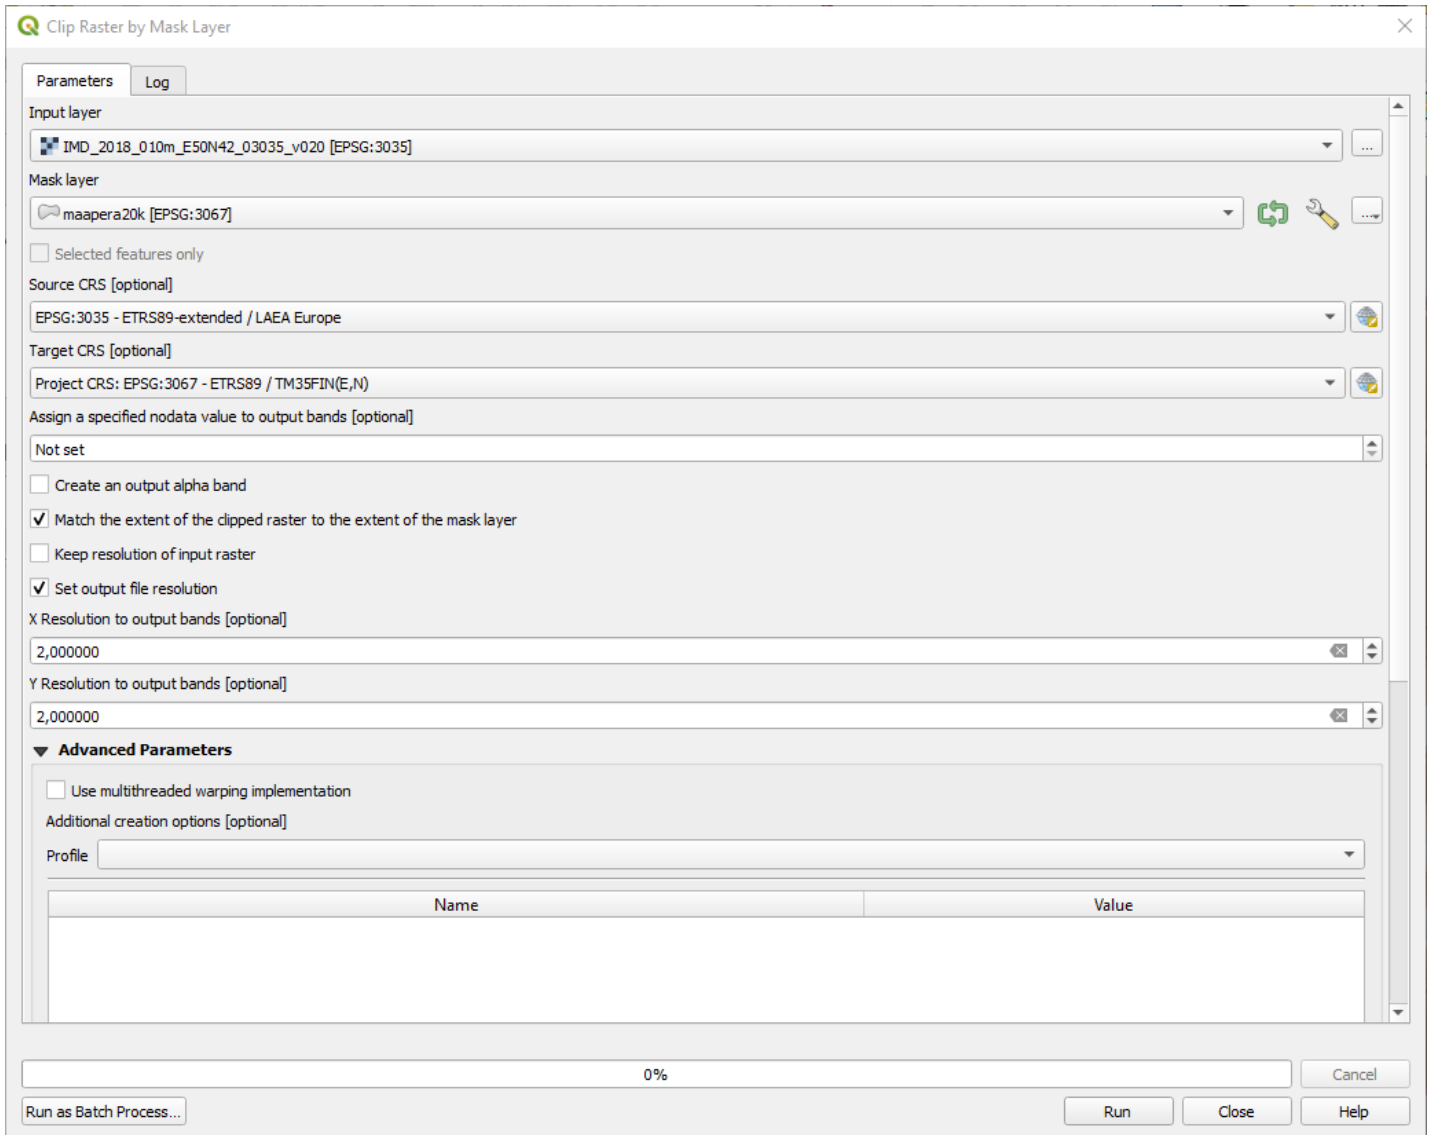 Clip Raster by Mask Layer
Parameters
Log
Input layer
IMD_2018_010m_E50N42_03035_v020 [EPSG:3035]
...
Mask layer
maapera20k [EPSG:3067]
...
Selected features only
Source CRS [optional]
EPSG:3035 - ETRS89-extended / LAEA Europe
Target CRS [optional]
Project CRS: EPSG:3067 - ETRS89 / TM35FIN(E,N)
Assign a specified nodata value to output bands [optional]
Not set
Create an output alpha band
Match the extent of the clipped raster to the extent of the mask layer
Keep resolution of input raster
Set output file resolution
X Resolution to output bands [optional]
2,000000
Y Resolution to output bands [optional]
2,000000
Advanced Parameters
Use multithreaded warping implementation
Additional creation options [optional]
Profile
Name Value
0%
Cancel
Run as Batch Process...
Run
Close
Help